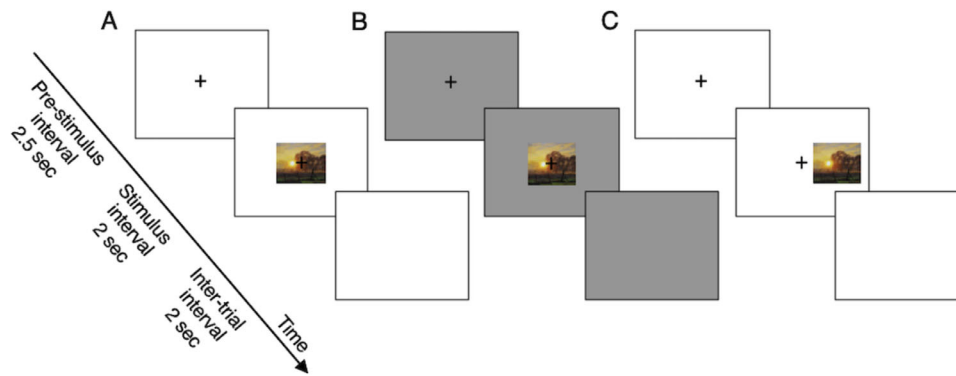 A
B
C
Pre-stimulus
interval
2.5 sec
Stimulus
interval
2 sec
Inter-trial
interval
2 sec
Time